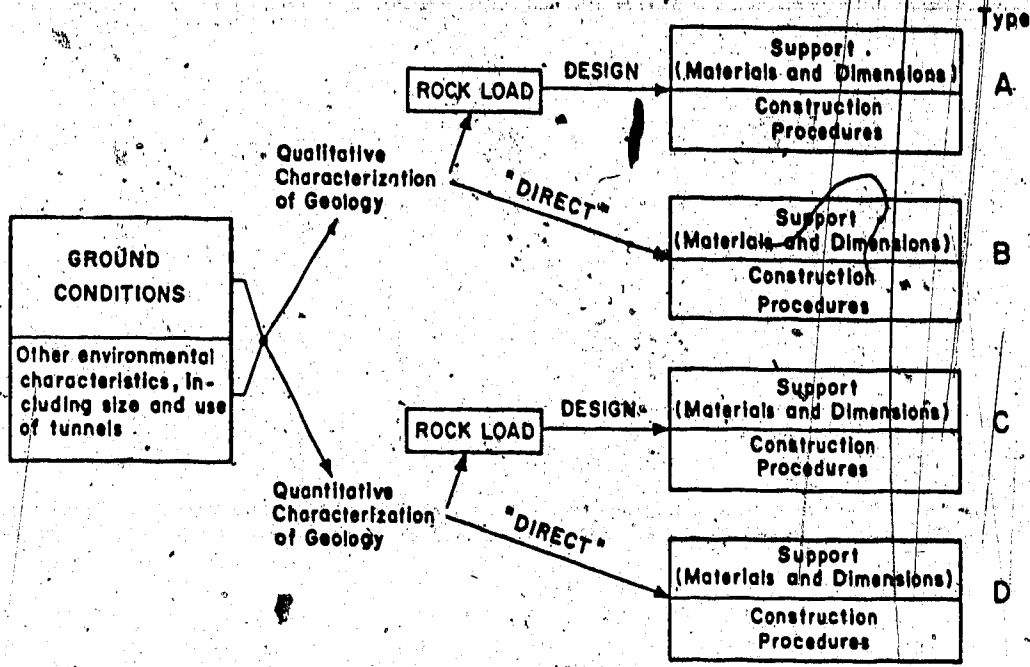 Type
GROUND
CONDITIONS
Other environmental
characteristics, in-
cluding size and use
of tunnels
Qualitative
Characterization
of Geology
Quantitative
Characterization
of Geology
ROCK LOAD
DESIGN
Support
(Materials and Dimensions)
Construction
Procedures
A
"DIRECT"
Support
(Materials and Dimensions)
Construction
Procedures
B
ROCK LOAD
DESIGN
Support
(Materials and Dimensions)
Construction
Procedures
C
"DIRECT"
Support
(Materials and Dimensions)
Construction
Procedures
D